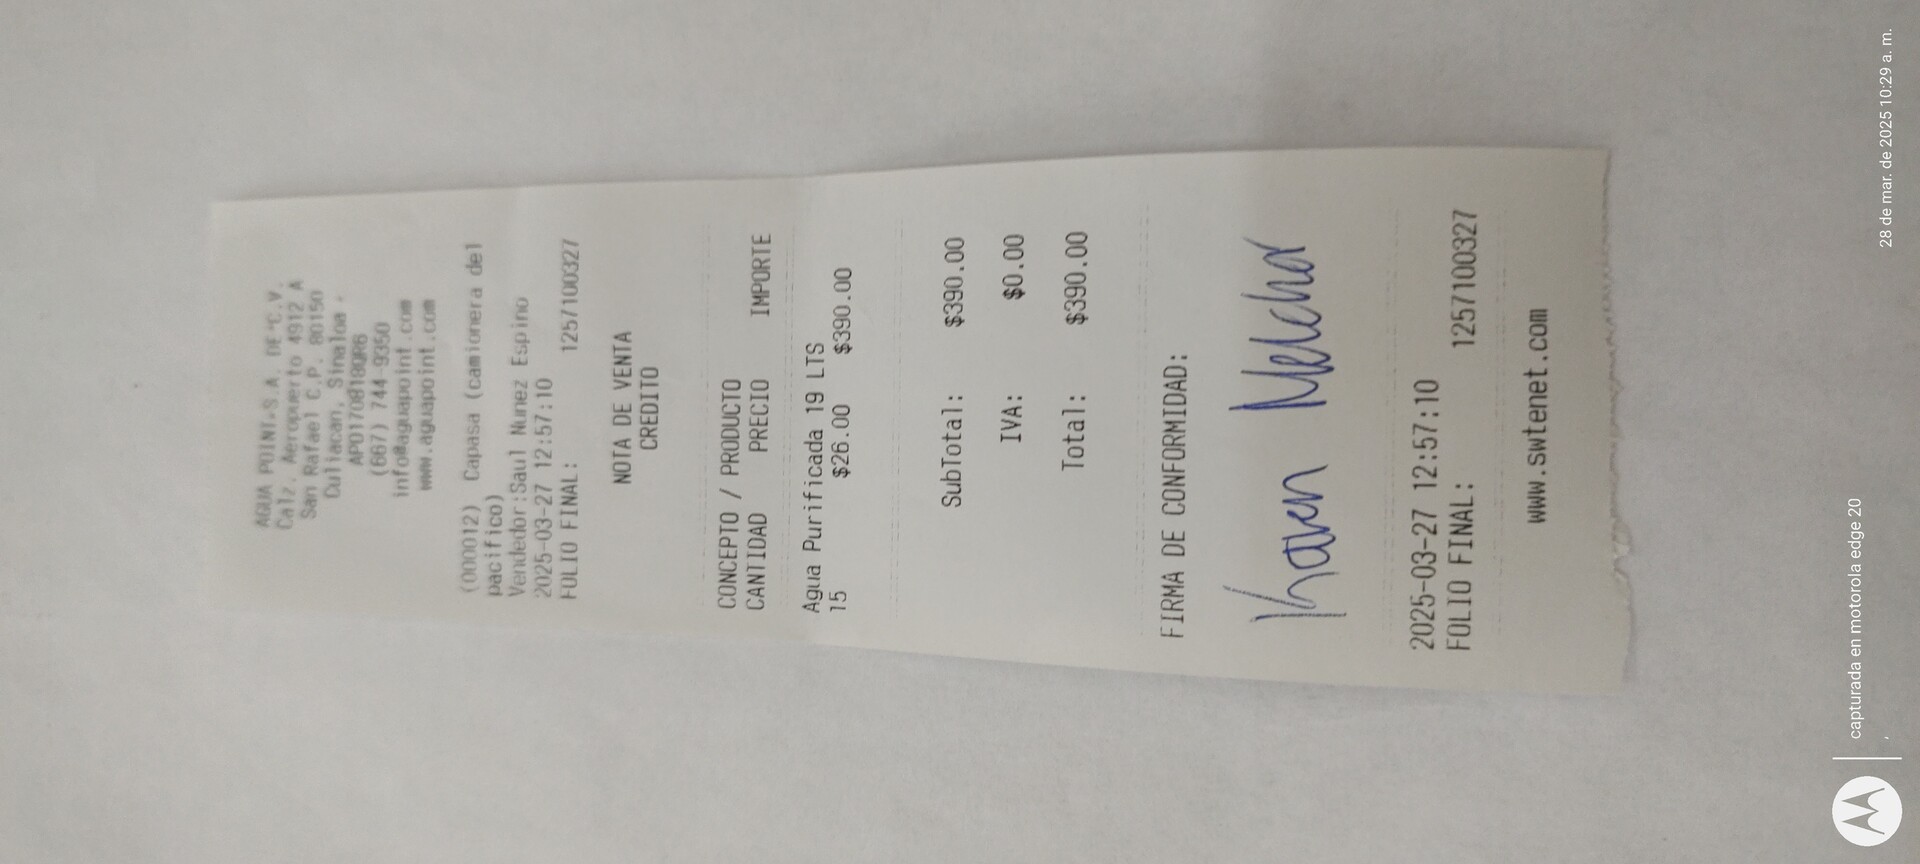 AGUA POINT S.A. DE C.V.
Calz. Aeropuerto 4912 A
San Rafael C.P. 80150
Culiacan, Sinaloa.
(667) 744-9350
info@aguapoint.com
www.aguapoint.com
(000012) Capasa (camionera del
pacifico)
Vendedor:Saul Nunez Espino
2025-03-27 12:57:10
FOLIO FINAL: 1257100327
NOTA DE VENTA
CREDITO
CONCEPTO / PRODUCTO
CANTIDAD PRECIO IMPORTE
Agua Purificada 19 LTS
15 $26.00 $390.00
SubTotal: $390.00
IVA: $0.00
Total: $390.00
FIRMA DE CONFORMIDAD:
Karen Melchor
2025-03-27 12:57:10
FOLIO FINAL: 1257100327
www.swtenet.com
capturada en motorola edge 20
28 de mar. de 2025 10:29 a. m.